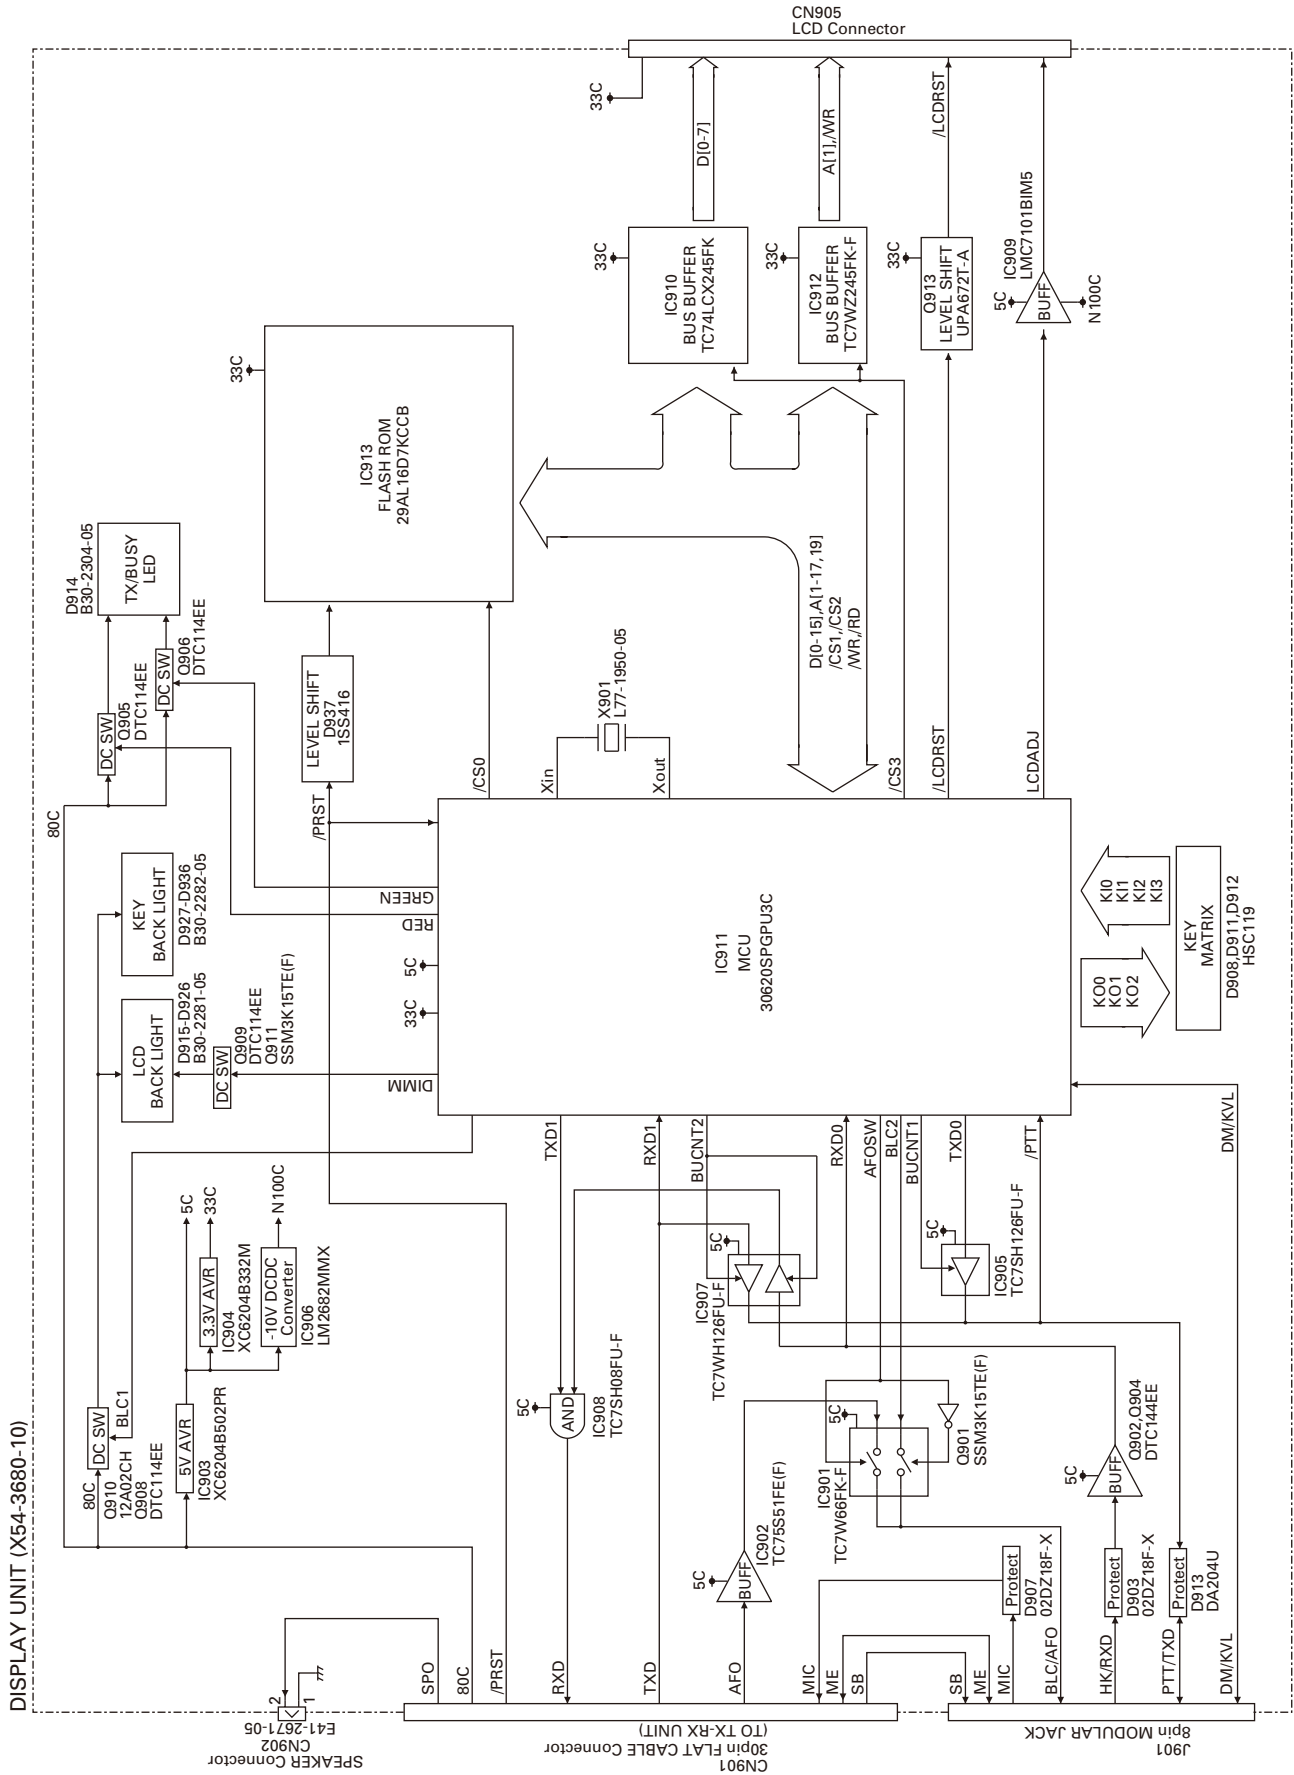 DISPLAY UNIT (X54-3680-10)
CN905
LCD Connector
33C
D[0-7]
A[1],/WR
/LCDRST
33C
IC910
BUS BUFFER
TC74LCX245FK
33C
IC912
BUS BUFFER
TC7WZ245FK-F
33C
Q913
LEVEL SHIFT
UPA672T-A
IC909
LMC7101BIM5
5C
BUFF
N100C
33C
IC913
FLASH ROM
29AL16D7KCCB
D914
B30-2304-05
TX/BUSY
LED
DC SW
Q906
DTC114EE
DC SW
Q905
DTC114EE
LEVEL SHIFT
D937
1SS416
80C
/PRST
/CS0
Xin
X901
L77-1950-05
Xout
D[0-15],A[1-17,19]
/CS1,/CS2
/WR,/RD
/CS3
/LCDRST
LCDADJ
KEY
BACK LIGHT
D927-D936
B30-2282-05
LCD
BACK LIGHT
D915-D926
B30-2281-05
DC SW
Q909
DTC114EE
Q911
SSM3K15TE(F)
GREEN
RED
5C
33C
DIMM
IC911
MCU
30620SPGPU3C
KI0
KI1
KI2
KI3
KO0
KO1
KO2
KEY
MATRIX
D908,D911,D912
HSC119
TXD1
RXD1
BUCNT2
RXD0
AFOSW
BLC2
BUCNT1
TXD0
/PTT
DM/KVL
5C
33C
N100C
3.3V AVR
IC904
XC6204B332M
-10V DCDC
Converter
IC906
LM2682MMX
80C
DC SW
BLC1
Q910
12A02CH
Q908
DTC114EE
5V AVR
IC903
XC6204B502PR
5C
AND
IC908
TC7SH08FU-F
5C
IC907
TC7WH126FU-F
5C
IC905
TC7SH126FU-F
5C
BUFF
IC902
TC75S51FE(F)
5C
IC901
TC7W66FK-F
Q901
SSM3K15TE(F)
5C
BUFF
Q902,Q904
DTC144EE
Protect
D907
02DZ18F-X
Protect
D903
02DZ18F-X
Protect
D913
DA204U
SPO
80C
/PRST
RXD
TXD
AFO
MIC
ME
SB
SB
ME
MIC
BLC/AFO
HK/RXD
PTT/TXD
DM/KVL
2
1
SPEAKER Connector
CN902
E41-2671-05
CN901
30pin FLAT CABLE Connector
(TO TX-RX UNIT)
J901
8pin MODULAR JACK